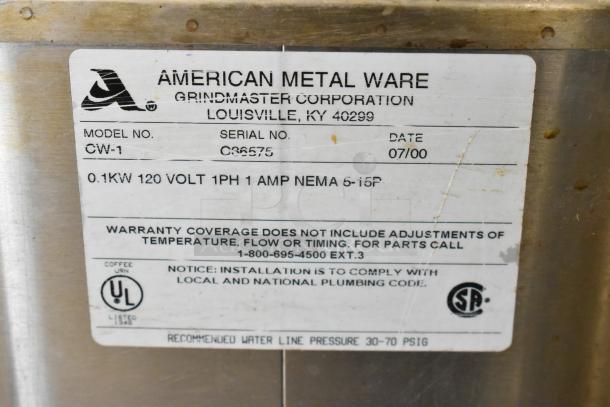 AMERICAN METAL WARE
GRINDMASTER CORPORATION
LOUISVILLE, KY 40299
MODEL NO. SERIAL NO. DATE
CW-1 C36575 07/00
0.1KW 120 VOLT 1PH 1 AMP NEMA 5-15P
WARRANTY COVERAGE DOES NOT INCLUDE ADJUSTMENTS OF
TEMPERATURE, FLOW OR TIMING. FOR PARTS CALL
1-800-695-4500 EXT.3
COFFEE
URN
UL
LISTED
NOTICE: INSTALLATION IS TO COMPLY WITH
LOCAL AND NATIONAL PLUMBING CODE.
SA
RECOMMENDED WATER LINE PRESSURE 30-70 PSIG